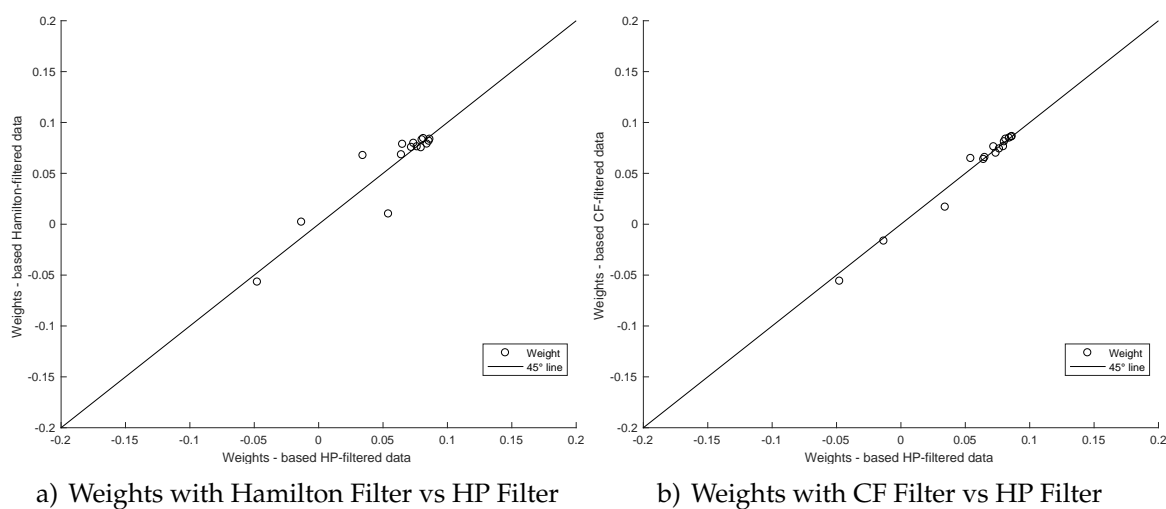 0.2
0.15
0.1
0.05
0
-0.05
-0.1
-0.15
-0.2
Weights - based Hamilton-filtered data
-0.2 -0.15 -0.1 -0.05 0 0.05 0.1 0.15 0.2
Weights - based HP-filtered data
Weight
45° line
a) Weights with Hamilton Filter vs HP Filter
0.2
0.15
0.1
0.05
0
-0.05
-0.1
-0.15
-0.2
Weights - based CF-filtered data
-0.2 -0.15 -0.1 -0.05 0 0.05 0.1 0.15 0.2
Weights - based HP-filtered data
Weight
45° line
b) Weights with CF Filter vs HP Filter